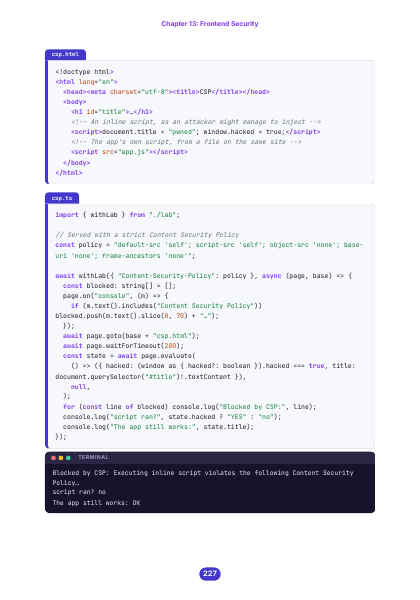 Chapter 13: Frontend Security
csp.html
<!doctype html>
<html lang="en">
  <head><meta charset="utf-8"><title>CSP</title></head>
  <body>
    <h1 id="title">…</h1>
    <!-- An inline script, as an attacker might manage to inject -->
    <script>document.title = "pwned"; window.hacked = true;</script>
    <!-- The app's own script, from a file on the same site -->
    <script src="app.js"></script>
  </body>
</html>
csp.ts
import { withLab } from "./lab";

// Served with a strict Content Security Policy
const policy = "default-src 'self'; script-src 'self'; object-src 'none'; base-
uri 'none'; frame-ancestors 'none'";

await withLab({ "Content-Security-Policy": policy }, async (page, base) => {
  const blocked: string[] = [];
  page.on("console", (m) => {
    if (m.text().includes("Content Security Policy"))
blocked.push(m.text().slice(0, 70) + "…");
  });
  await page.goto(base + "csp.html");
  await page.waitForTimeout(200);
  const state = await page.evaluate(
    () => ({ hacked: (window as { hacked?: boolean }).hacked === true, title:
document.querySelector("#title")!.textContent }),
    null,
  );
  for (const line of blocked) console.log("Blocked by CSP:", line);
  console.log("script ran?", state.hacked ? "YES" : "no");
  console.log("The app still works:", state.title);
});
TERMINAL
Blocked by CSP: Executing inline script violates the following Content Security
Policy…
script ran? no
The app still works: OK
227